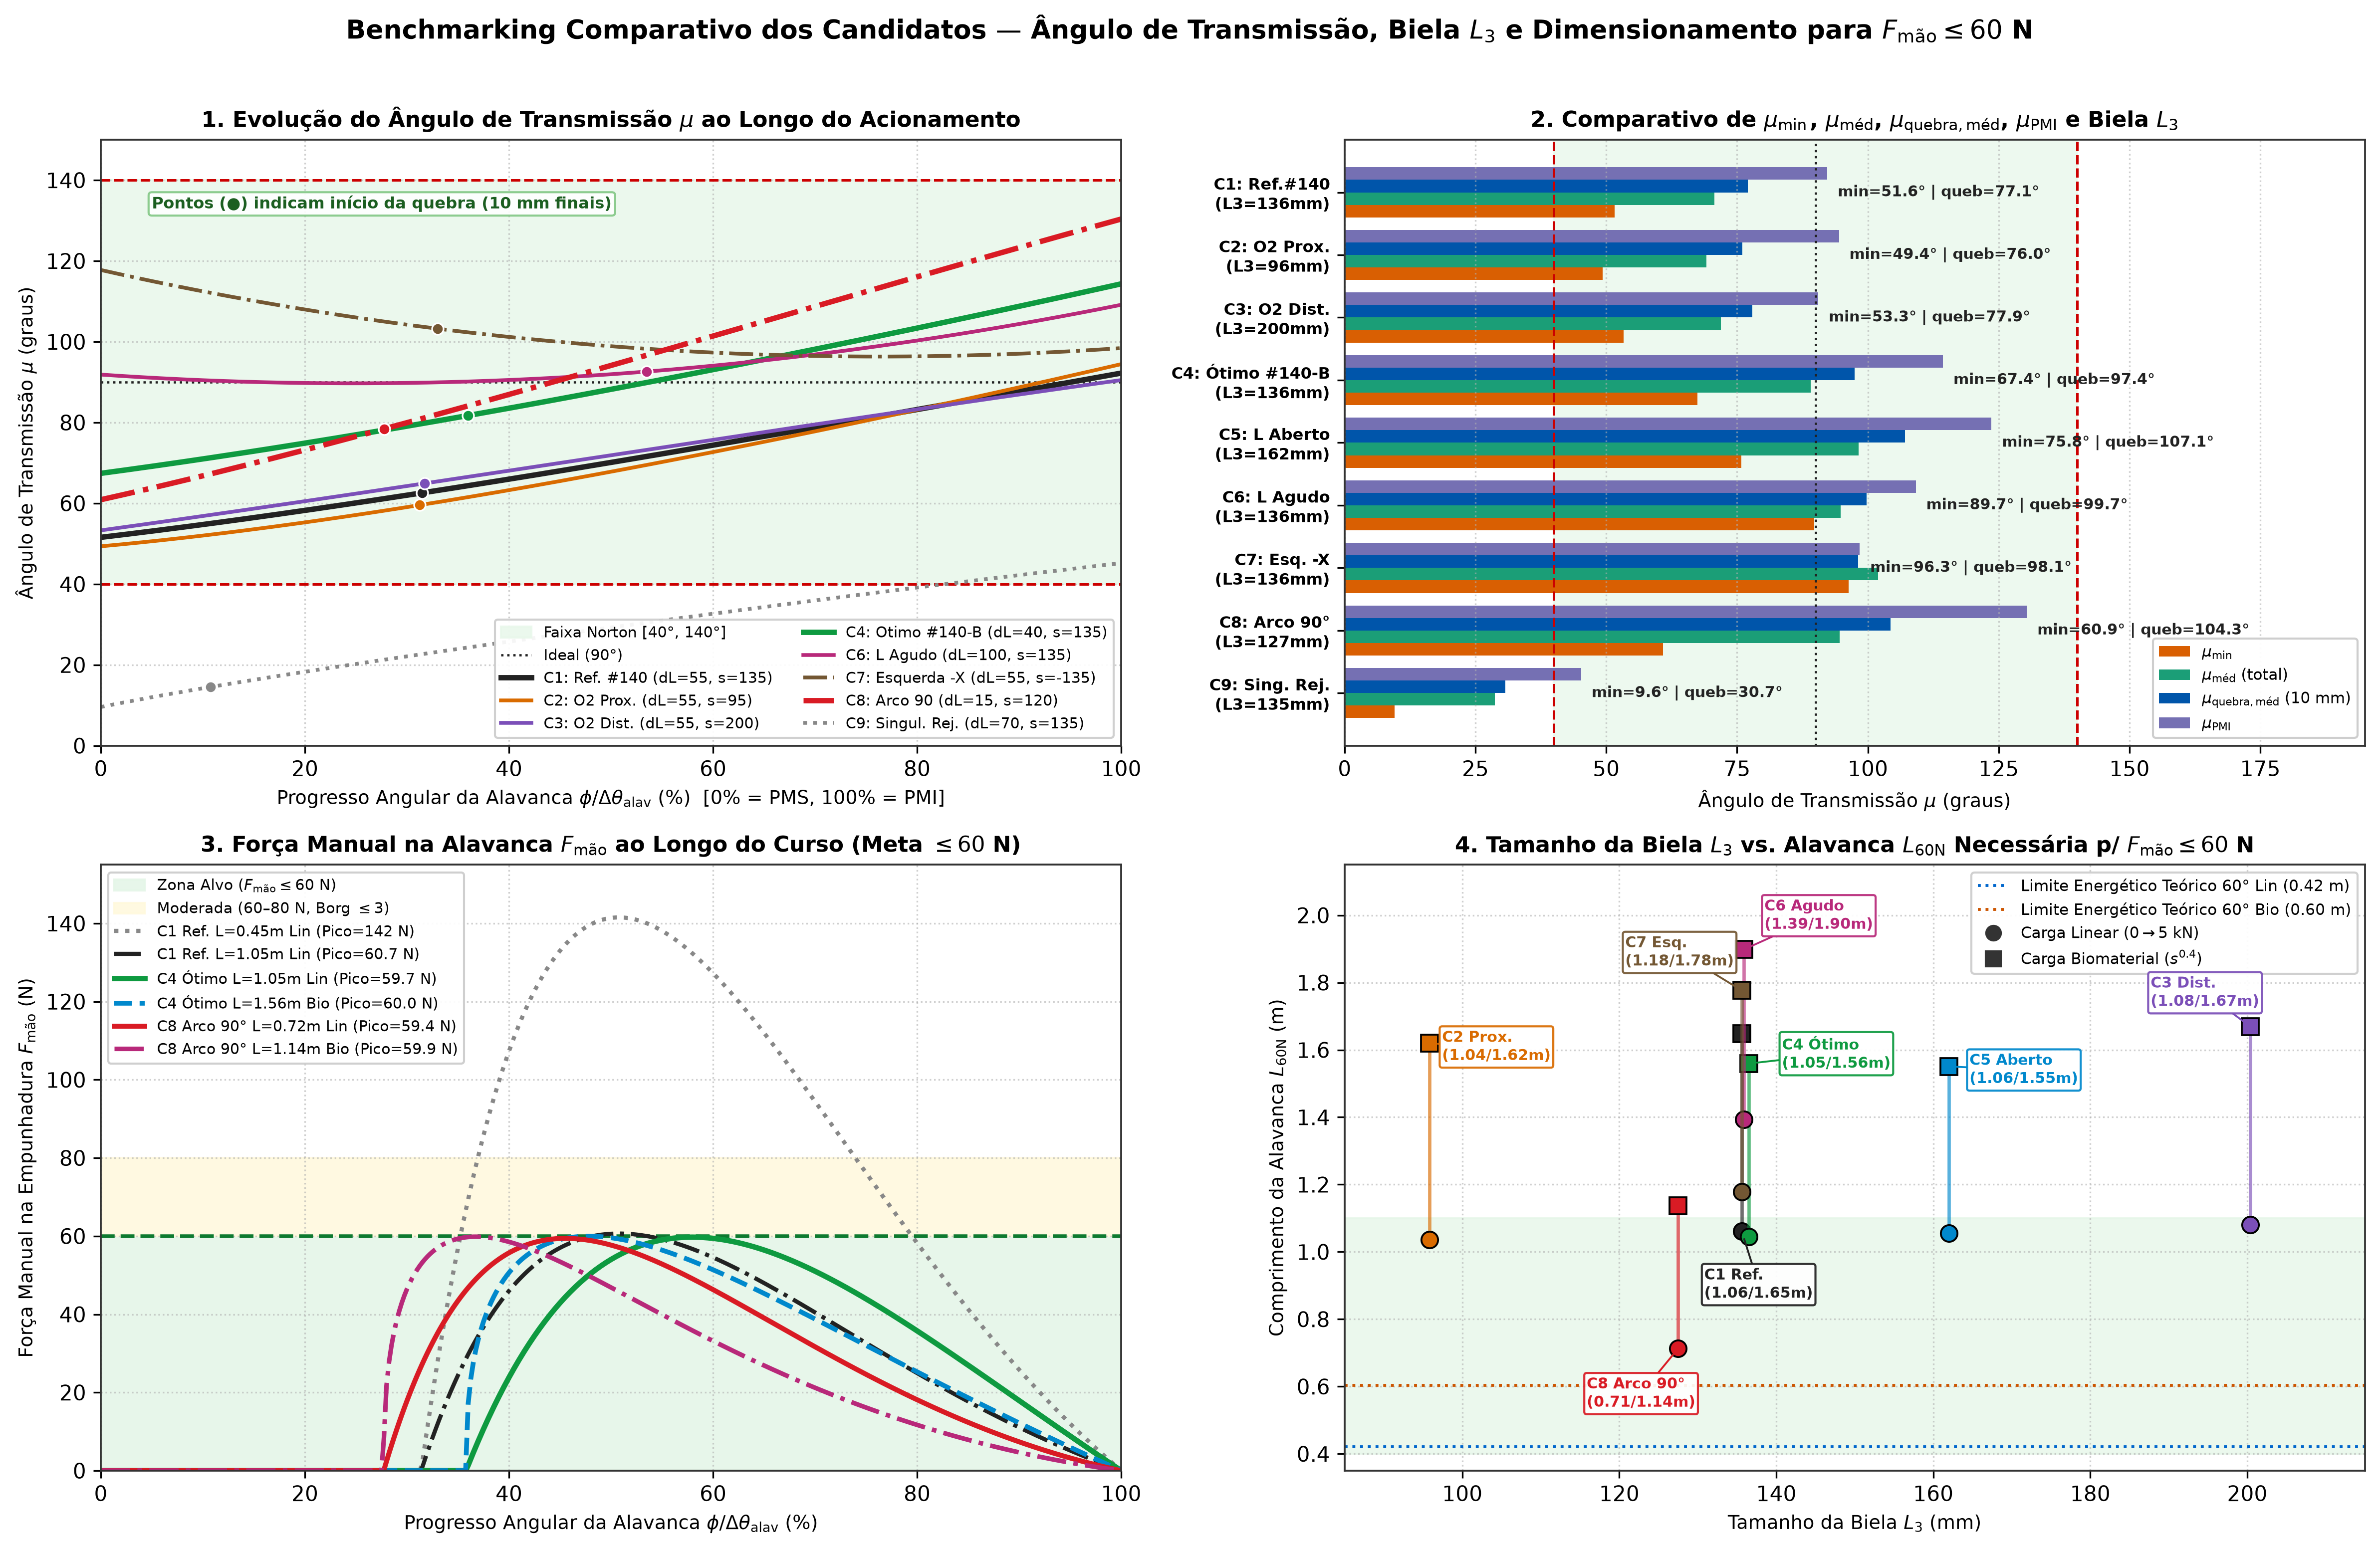 Benchmarking Comparativo dos Candidatos — Ângulo de Transmissão, Biela L₃ e Dimensionamento para F_mão ≤ 60 N
1. Evolução do Ângulo de Transmissão μ ao Longo do Acionamento
140
120
100
80
60
40
20
0
Ângulo de Transmissão μ (graus)
Pontos (●) indicam início da quebra (10 mm finais)
Faixa Norton [40°, 140°]
Ideal (90°)
C1: Ref. #140 (dL=55, s=135)
C2: O2 Prox. (dL=55, s=95)
C3: O2 Dist. (dL=55, s=200)
C4: Otimo #140-B (dL=40, s=135)
C6: L Agudo (dL=100, s=135)
C7: Esquerda -X (dL=55, s=-135)
C8: Arco 90 (dL=15, s=120)
C9: Singul. Rej. (dL=70, s=135)
0 20 40 60 80 100
Progresso Angular da Alavanca ϕ/Δθ_alav (%)  [0% = PMS, 100% = PMI]
2. Comparativo de μ_min, μ_méd, μ_quebra, méd, μ_PMI e Biela L₃
C1: Ref.#140
(L3=136mm)
min=51.6° | queb=77.1°
C2: O2 Prox.
(L3=96mm)
min=49.4° | queb=76.0°
C3: O2 Dist.
(L3=200mm)
min=53.3° | queb=77.9°
C4: Ótimo #140-B
(L3=136mm)
min=67.4° | queb=97.4°
C5: L Aberto
(L3=162mm)
min=75.8° | queb=107.1°
C6: L Agudo
(L3=136mm)
min=89.7° | queb=99.7°
C7: Esq. -X
(L3=136mm)
min=96.3° | queb=98.1°
C8: Arco 90°
(L3=127mm)
min=60.9° | queb=104.3°
C9: Sing. Rej.
(L3=135mm)
min=9.6° | queb=30.7°
μ_min
μ_méd (total)
μ_quebra, méd (10 mm)
μ_PMI
0 25 50 75 100 125 150 175
Ângulo de Transmissão μ (graus)
3. Força Manual na Alavanca F_mão ao Longo do Curso (Meta ≤ 60 N)
140
120
100
80
60
40
20
0
Força Manual na Empunhadura F_mão (N)
Zona Alvo (F_mão ≤ 60 N)
Moderada (60–80 N, Borg ≤ 3)
C1 Ref. L=0.45m Lin (Pico=142 N)
C1 Ref. L=1.05m Lin (Pico=60.7 N)
C4 Ótimo L=1.05m Lin (Pico=59.7 N)
C4 Ótimo L=1.56m Bio (Pico=60.0 N)
C8 Arco 90° L=0.72m Lin (Pico=59.4 N)
C8 Arco 90° L=1.14m Bio (Pico=59.9 N)
0 20 40 60 80 100
Progresso Angular da Alavanca ϕ/Δθ_alav (%)
4. Tamanho da Biela L₃ vs. Alavanca L_60N Necessária p/ F_mão ≤ 60 N
2.0
1.8
1.6
1.4
1.2
1.0
0.8
0.6
0.4
Comprimento da Alavanca L_60N (m)
Limite Energético Teórico 60° Lin (0.42 m)
Limite Energético Teórico 60° Bio (0.60 m)
Carga Linear (0→5 kN)
Carga Biomaterial (s^0.4)
C6 Agudo
(1.39/1.90m)
C7 Esq.
(1.18/1.78m)
C3 Dist.
(1.08/1.67m)
C2 Prox.
(1.04/1.62m)
C4 Ótimo
(1.05/1.56m)
C5 Aberto
(1.06/1.55m)
C1 Ref.
(1.06/1.65m)
C8 Arco 90°
(0.71/1.14m)
100 120 140 160 180 200
Tamanho da Biela L₃ (mm)